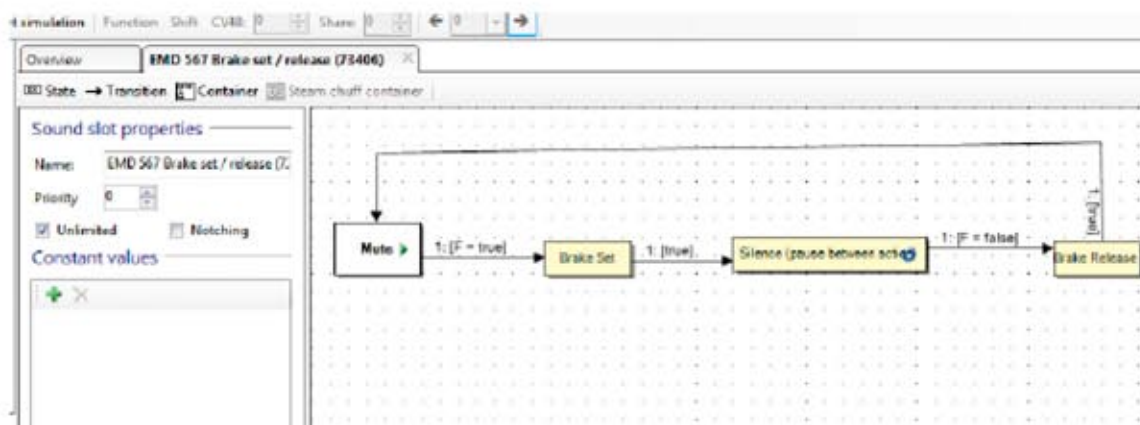 simulation Function Shift CV48: 0 Share 0 0
Overview EMD 567 Brake set / release (73406)
State Transition Container Steam chuff container
Sound slot properties
Name: EMD 567 Brake set / release (7.
Priority 0
Unlimited Notching
Constant values
1: [true]
Mute 1: [F = true] Brake Set 1: [true] Silence (pause between 1: [F = false] Brake Release